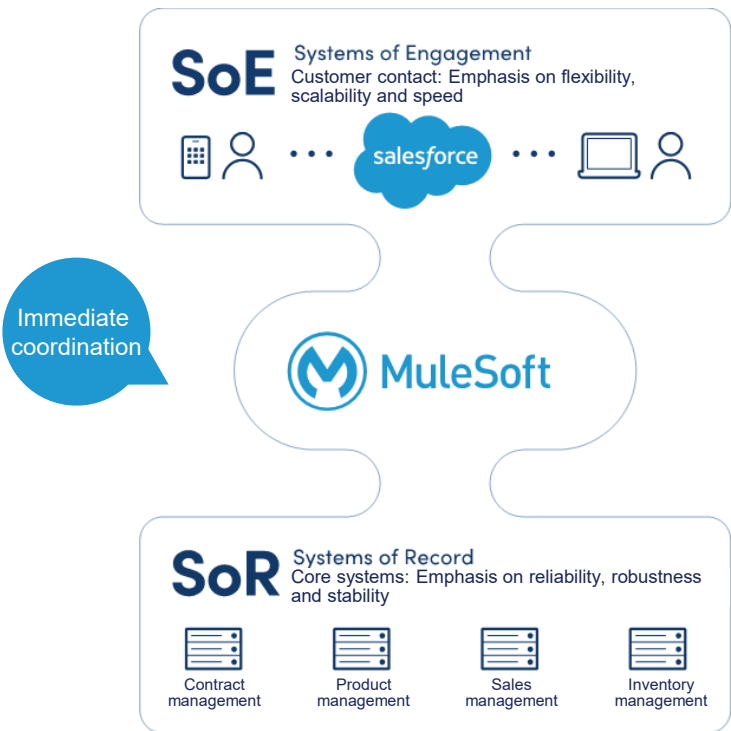 SoE
Systems of Engagement
Customer contact: Emphasis on flexibility,
scalability and speed
salesforce
Immediate
coordination
MuleSoft
SoR
Systems of Record
Core systems: Emphasis on reliability, robustness
and stability
Contract
management
Product
management
Sales
management
Inventory
management